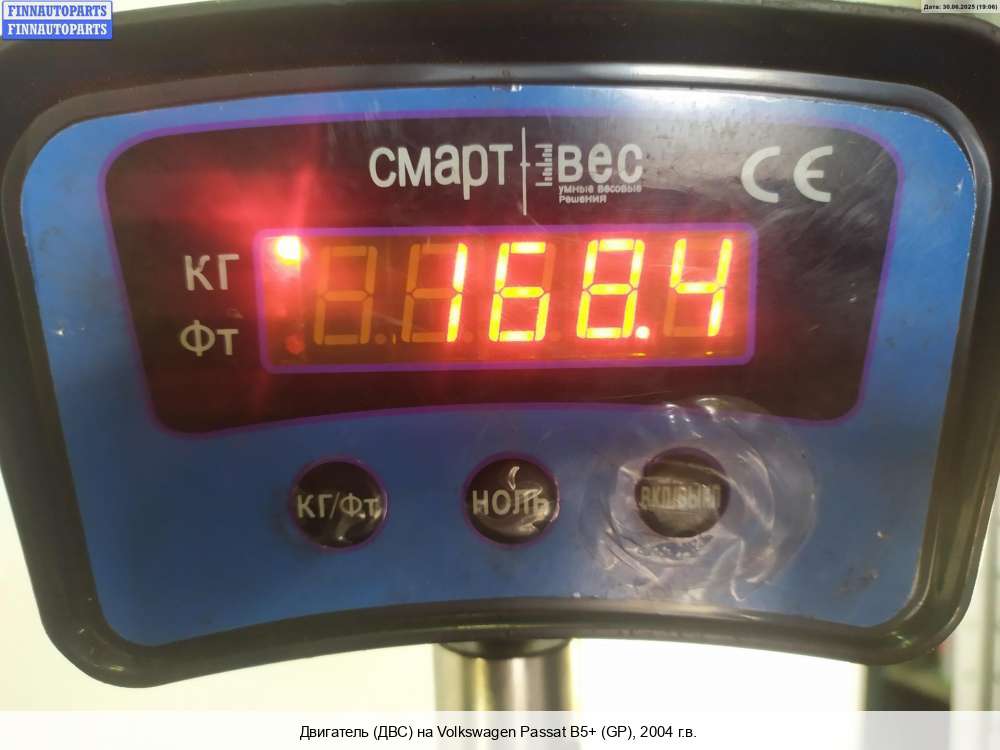 FINNAUTOPARTS
FINNAUTOPARTS
Дата: 30.06.2025 (19:06)
смарт вес
умные весовые
решения
CE
КГ
ФТ
168.4
КГ/ФТ
НОЛЬ
ВКЛ/ВЫКЛ
Двигатель (ДВС) на Volkswagen Passat B5+ (GP), 2004 г.в.